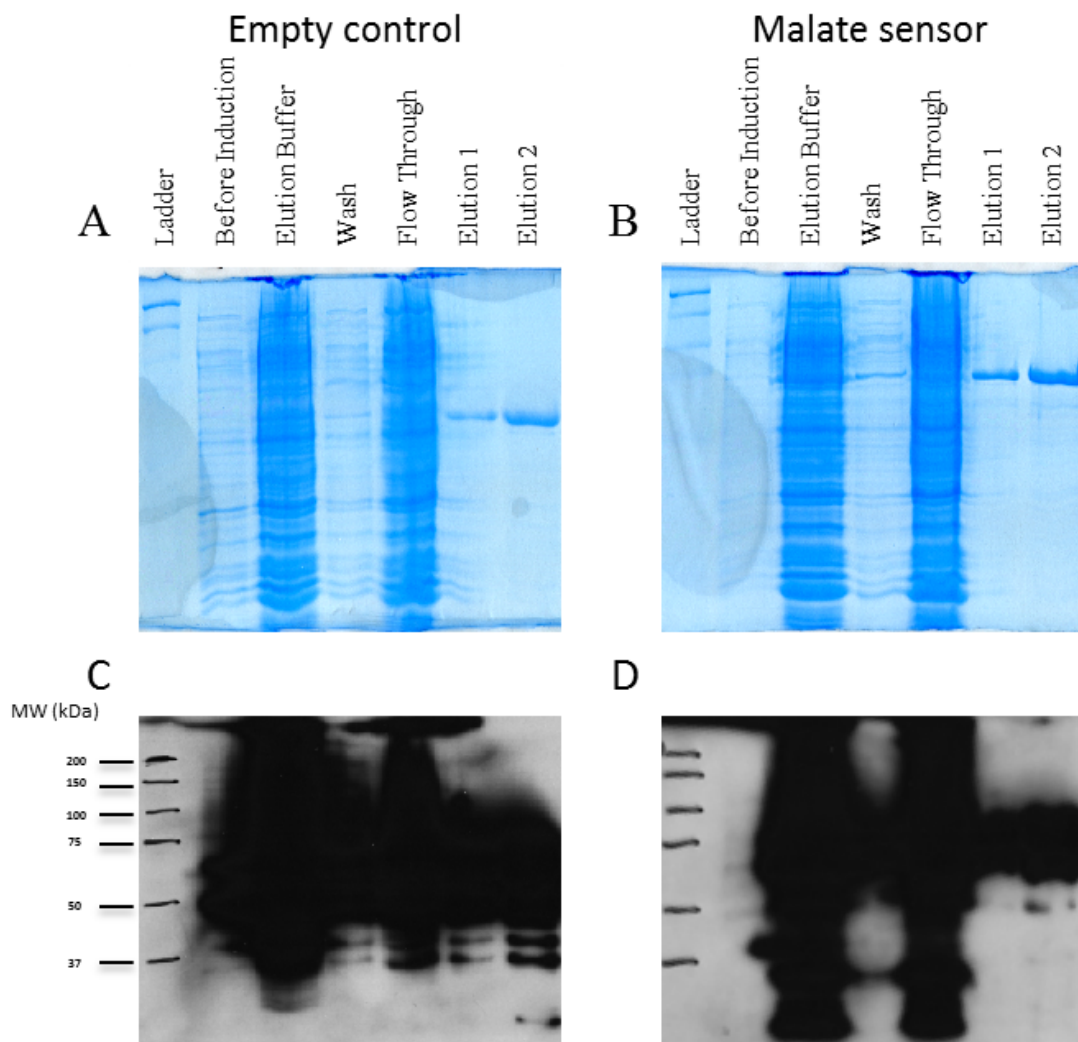 Empty control
Malate sensor
A
Ladder
Before Induction
Elution Buffer
Wash
Flow Through
Elution 1
Elution 2
B
Ladder
Before Induction
Elution Buffer
Wash
Flow Through
Elution 1
Elution 2
C
D
MW (kDa)
200
150
100
75
50
37